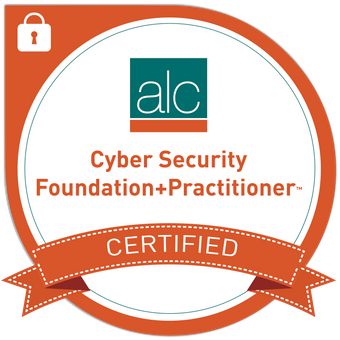 alc
Cyber Security
Foundation+Practitioner™
CERTIFIED